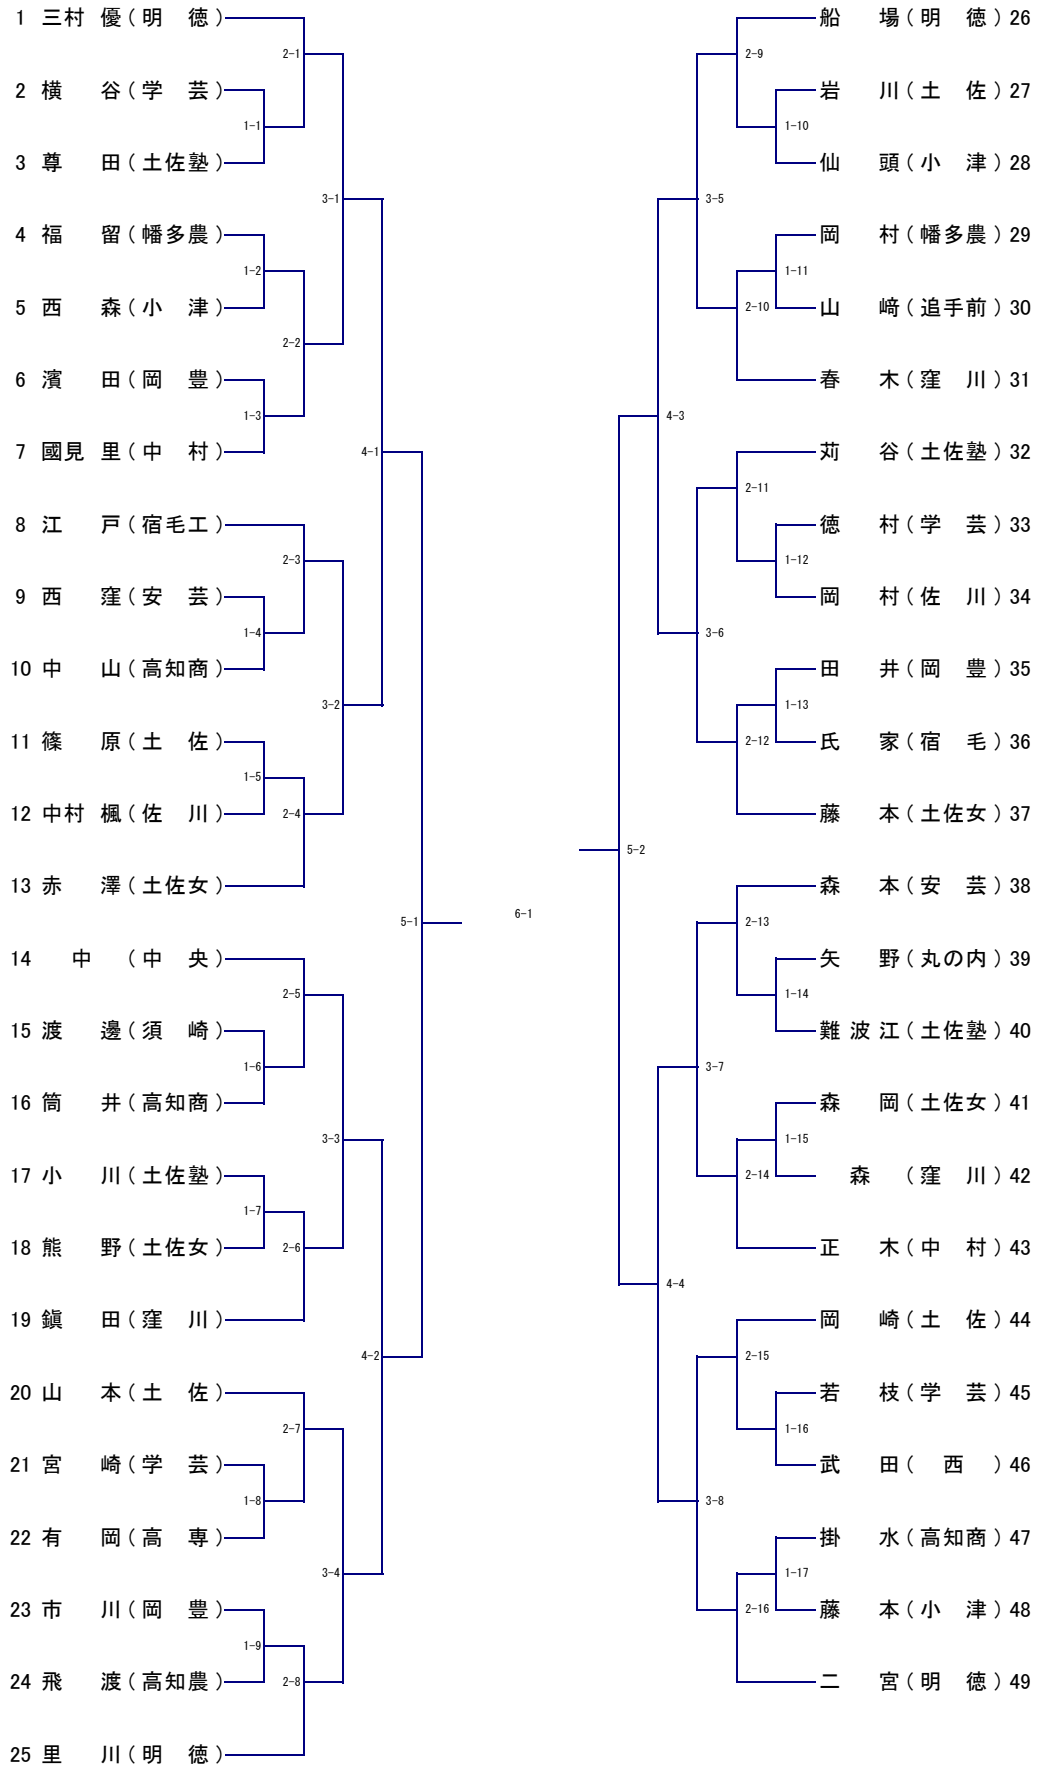 1 三村 優 ( 明 徳 )
2-1
2 横 谷 ( 学 芸 )
1-1
3 尊 田 ( 土佐塾 )
3-1
4 福 留 ( 幡多農 )
1-2
5 西 森 ( 小 津 )
2-2
6 濱 田 ( 岡 豊 )
1-3
7 國見 里 ( 中 村 )
4-1
8 江 戸 ( 宿毛工 )
2-3
9 西 窪 ( 安 芸 )
1-4
10 中 山 ( 高知商 )
3-2
11 篠 原 ( 土 佐 )
1-5
12 中村 楓 ( 佐 川 )
2-4
13 赤 澤 ( 土佐女 )
5-1
14 中 ( 中 央 )
2-5
15 渡 邊 ( 須 崎 )
1-6
16 筒 井 ( 高知商 )
3-3
17 小 川 ( 土佐塾 )
1-7
18 熊 野 ( 土佐女 )
2-6
19 鎭 田 ( 窪 川 )
4-2
20 山 本 ( 土 佐 )
2-7
21 宮 崎 ( 学 芸 )
1-8
22 有 岡 ( 高 専 )
3-4
23 市 川 ( 岡 豊 )
1-9
24 飛 渡 ( 高知農 )
2-8
25 里 川 ( 明 徳 )
6-1
船 場 ( 明 徳 ) 26
2-9
岩 川 ( 土 佐 ) 27
1-10
仙 頭 ( 小 津 ) 28
3-5
岡 村 ( 幡多農 ) 29
1-11
山 﨑 ( 追手前 ) 30
2-10
春 木 ( 窪 川 ) 31
4-3
苅 谷 ( 土佐塾 ) 32
2-11
徳 村 ( 学 芸 ) 33
1-12
岡 村 ( 佐 川 ) 34
3-6
田 井 ( 岡 豊 ) 35
1-13
氏 家 ( 宿 毛 ) 36
2-12
藤 本 ( 土佐女 ) 37
5-2
森 本 ( 安 芸 ) 38
2-13
矢 野 ( 丸の内 ) 39
1-14
難 波 江 ( 土佐塾 ) 40
3-7
森 岡 ( 土佐女 ) 41
1-15
森 ( 窪 川 ) 42
2-14
正 木 ( 中 村 ) 43
4-4
岡 崎 ( 土 佐 ) 44
2-15
若 枝 ( 学 芸 ) 45
1-16
武 田 ( 西 ) 46
3-8
掛 水 ( 高知商 ) 47
1-17
藤 本 ( 小 津 ) 48
2-16
二 宮 ( 明 徳 ) 49